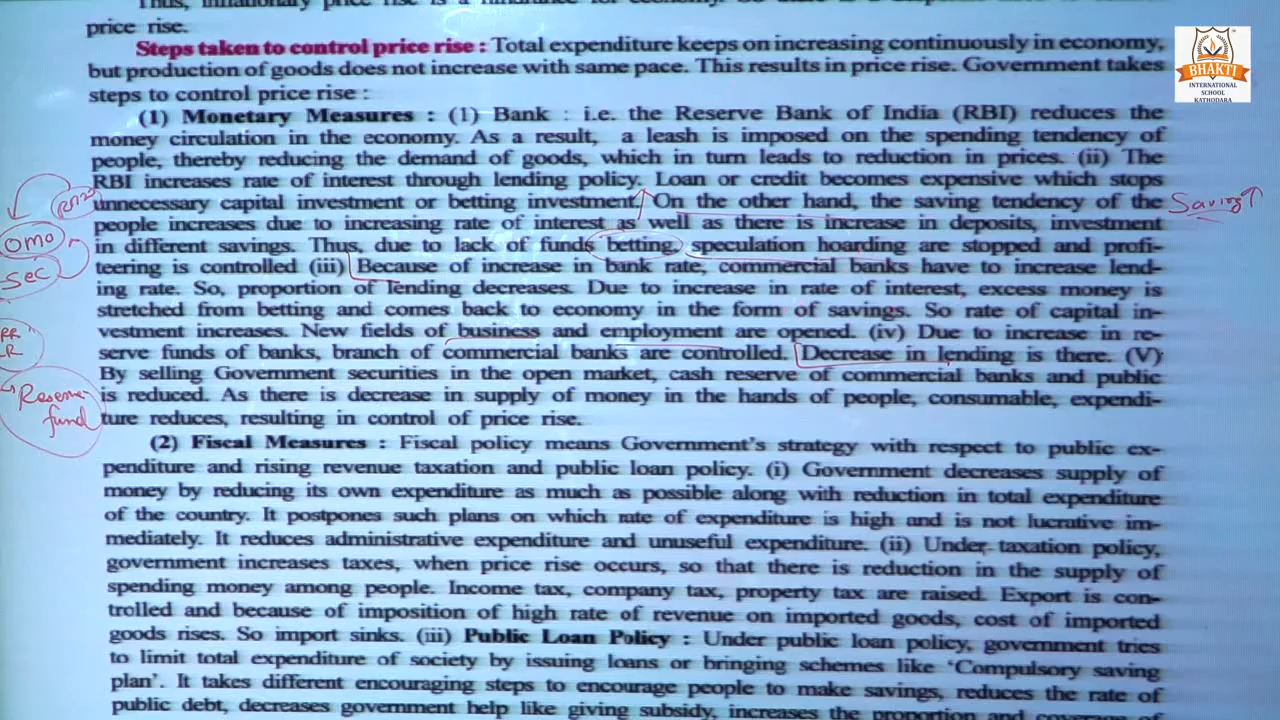 price rise.
Steps taken to control price rise : Total expenditure keeps on increasing continuously in economy,
but production of goods does not increase with same pace. This results in price rise. Government takes
steps to control price rise :
(1) Monetary Measures : (1) Bank : i.e. the Reserve Bank of India (RBI) reduces the
money circulation in the economy. As a result, a leash is imposed on the spending tendency of
people, thereby reducing the demand of goods, which in turn leads to reduction in prices. (ii) The
RBI increases rate of interest through lending policy. Loan or credit becomes expensive which stops
unnecessary capital investment or betting investment. On the other hand, the saving tendency of the
people increases due to increasing rate of interest as well as there is increase in deposits, investment
in different savings. Thus, due to lack of funds betting, speculation hoarding are stopped and profi-
teering is controlled (iii) Because of increase in bank rate, commercial banks have to increase lend-
ing rate. So, proportion of lending decreases. Due to increase in rate of interest, excess money is
stretched from betting and comes back to economy in the form of savings. So rate of capital in-
vestment increases. New fields of business and employment are opened. (iv) Due to increase in re-
serve funds of banks, branch of commercial banks are controlled. Decrease in lending is there. (V)
By selling Government securities in the open market, cash reserve of commercial banks and public
is reduced. As there is decrease in supply of money in the hands of people, consumable, expendi-
ture reduces, resulting in control of price rise.
(2) Fiscal Measures : Fiscal policy means Government's strategy with respect to public ex-
penditure and rising revenue taxation and public loan policy. (i) Government decreases supply of
money by reducing its own expenditure as much as possible along with reduction in total expenditure
of the country. It postpones such plans on which rate of expenditure is high and is not lucrative im-
mediately. It reduces administrative expenditure and unuseful expenditure. (ii) Under taxation policy,
government increases taxes, when price rise occurs, so that there is reduction in the supply of
spending money among people. Income tax, company tax, property tax are raised. Export is con-
trolled and because of imposition of high rate of revenue on imported goods, cost of imported
goods rises. So import sinks. (iii) Public Loan Policy : Under public loan policy, government tries
to limit total expenditure of society by issuing loans or bringing schemes like 'Compulsory saving
plan'. It takes different encouraging steps to encourage people to make savings, reduces the rate of
public debt, decreases government help like giving subsidy, increases the proportion and
Saving↑
OMO
Sec
Reserve
fund
BHAKTI
INTERNATIONAL
SCHOOL
KATHODARA